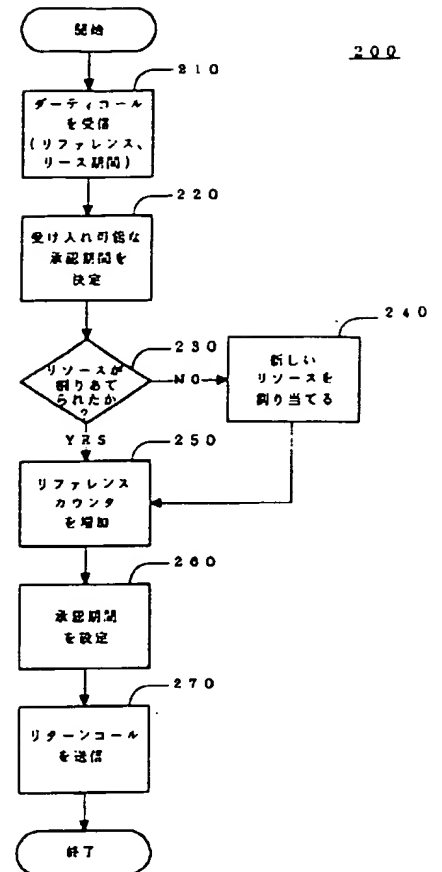 開始
200
210
ダーティコール
を受信
(リファレンス、
リース期間)
220
受け入れ可能な
承認期間を
決定
230
リソースが
割りあて
られたか
?
NO
240
新しい
リソースを
割り当てる
YES
250
リファレンス
カウンタ
を増加
260
承認期間
を設定
270
リターンコール
を送信
終了